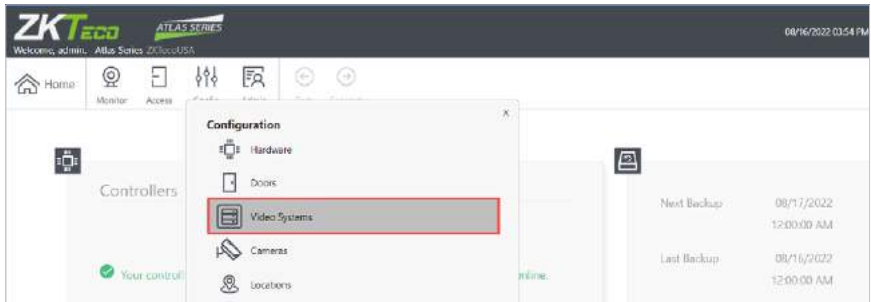 ZKTeco ATLAS SERIES
Welcome, admin. Atlas Series ZKTecoUSA
08/16/2022 03:54 PM
Home
Monitor Access Config Admin
Configuration x
Hardware
Doors
Video Systems
Cameras
Locations
Controllers
Your controll
online.
Next Backup 08/17/2022
12:00:00 AM
Last Backup 08/16/2022
12:00:00 AM